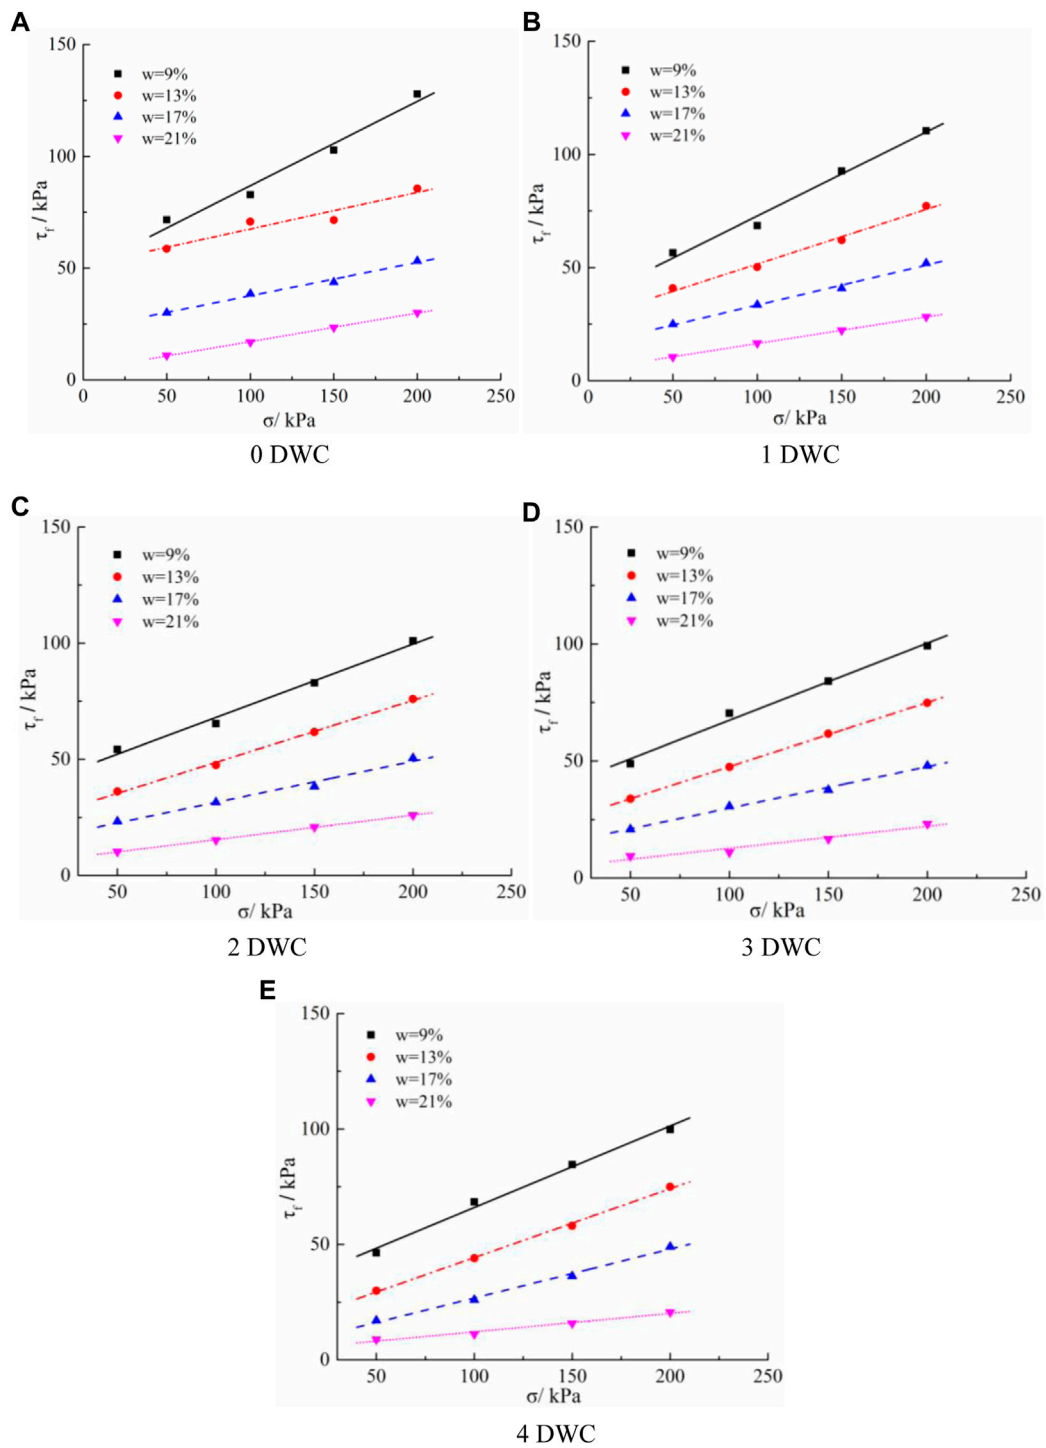 A
150
100
50
0
w=9%
w=13%
w=17%
w=21%
τf / kPa
0 50 100 150 200 250
σ/ kPa
0 DWC
B
150
100
50
0
w=9%
w=13%
w=17%
w=21%
τf / kPa
0 50 100 150 200 250
σ/ kPa
1 DWC
C
150
100
50
0
w=9%
w=13%
w=17%
w=21%
τf / kPa
50 100 150 200 250
σ/ kPa
2 DWC
D
150
100
50
0
w=9%
w=13%
w=17%
w=21%
τf / kPa
50 100 150 200 250
σ/ kPa
3 DWC
E
150
100
50
0
w=9%
w=13%
w=17%
w=21%
τf / kPa
50 100 150 200 250
σ/ kPa
4 DWC